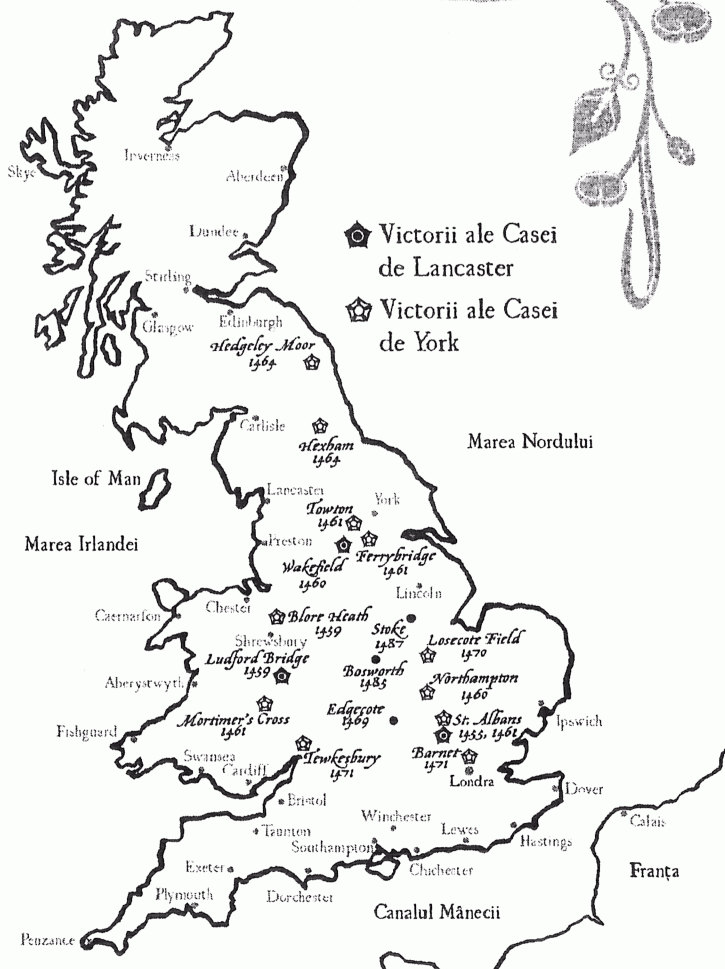 Inverness
Skye
Aberdeen
Dundee
Victorii ale Casei
de Lancaster
Stirling
Victorii ale Casei
de York
Glasgow
Edinburgh
Hedgeley Moor
1464
Carlisle
Hexham
1464
Marea Nordului
Isle of Man
Lancaster
York
Towton
1461
Marea Irlandei
Preston
Ferrybridge
1461
Wakefield
1460
Lincoln
Chester
Caernarfon
Blore Heath
1459
Stoke
1487
Shrewsbury
Losecote Field
1470
Ludford Bridge
1459
Bosworth
1485
Northampton
1460
Aberystwyth
Mortimer's Cross
1461
Edgecote
1469
St. Albans
1455, 1461
Ipswich
Fishguard
Tewkesbury
1471
Barnet
1471
Swansea
Cardiff
Londra
Dover
Bristol
Calais
Winchester
Taunton
Lewes
Hastings
Southampton
Exeter
Chichester
Franța
Plymouth
Dorchester
Canalul Mânecii
Penzance